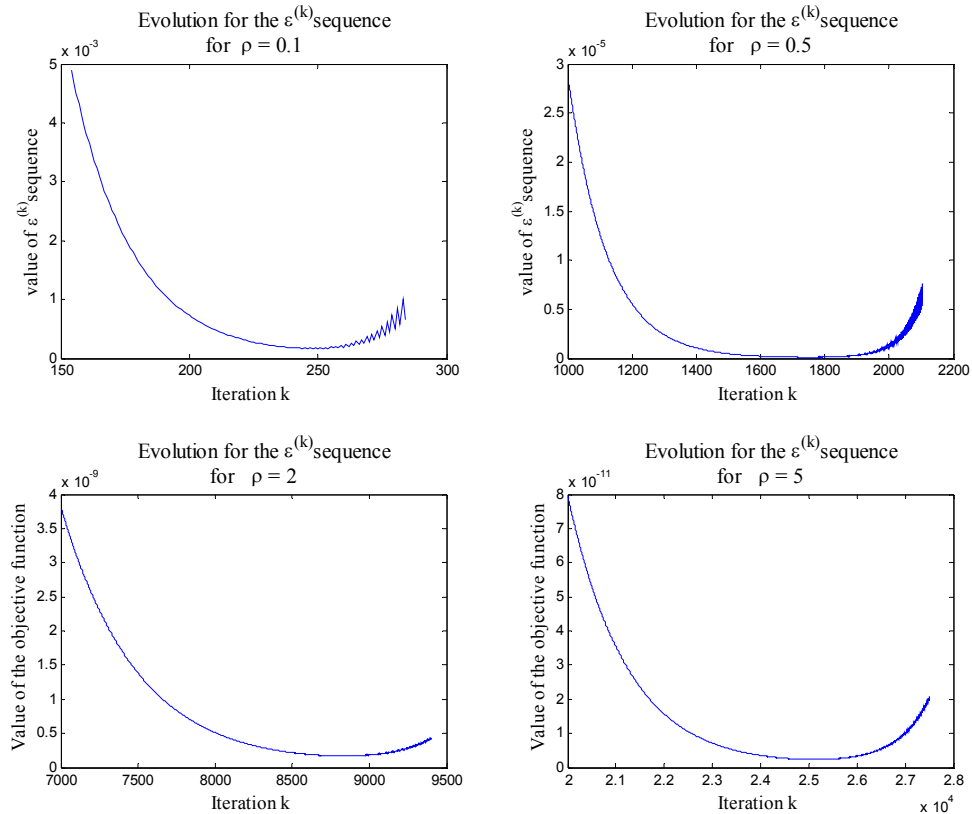 Evolution for the ε(k) sequence
for ρ = 0.1
x 10-3
5
4
3
2
1
0
150
200
250
300
value of ε(k) sequence
Iteration k
Evolution for the ε(k) sequence
for ρ = 0.5
x 10-5
3
2.5
2
1.5
1
0.5
0
1000
1200
1400
1600
1800
2000
2200
value of ε(k) sequence
Iteration k
Evolution for the ε(k) sequence
for ρ = 2
x 10-9
4
3.5
3
2.5
2
1.5
1
0.5
0
7000
7500
8000
8500
9000
9500
Value of the objective function
Iteration k
Evolution for the ε(k) sequence
for ρ = 5
x 10-11
8
7
6
5
4
3
2
1
0
2
2.1
2.2
2.3
2.4
2.5
2.6
2.7
2.8
x 104
Value of the objective function
Iteration k